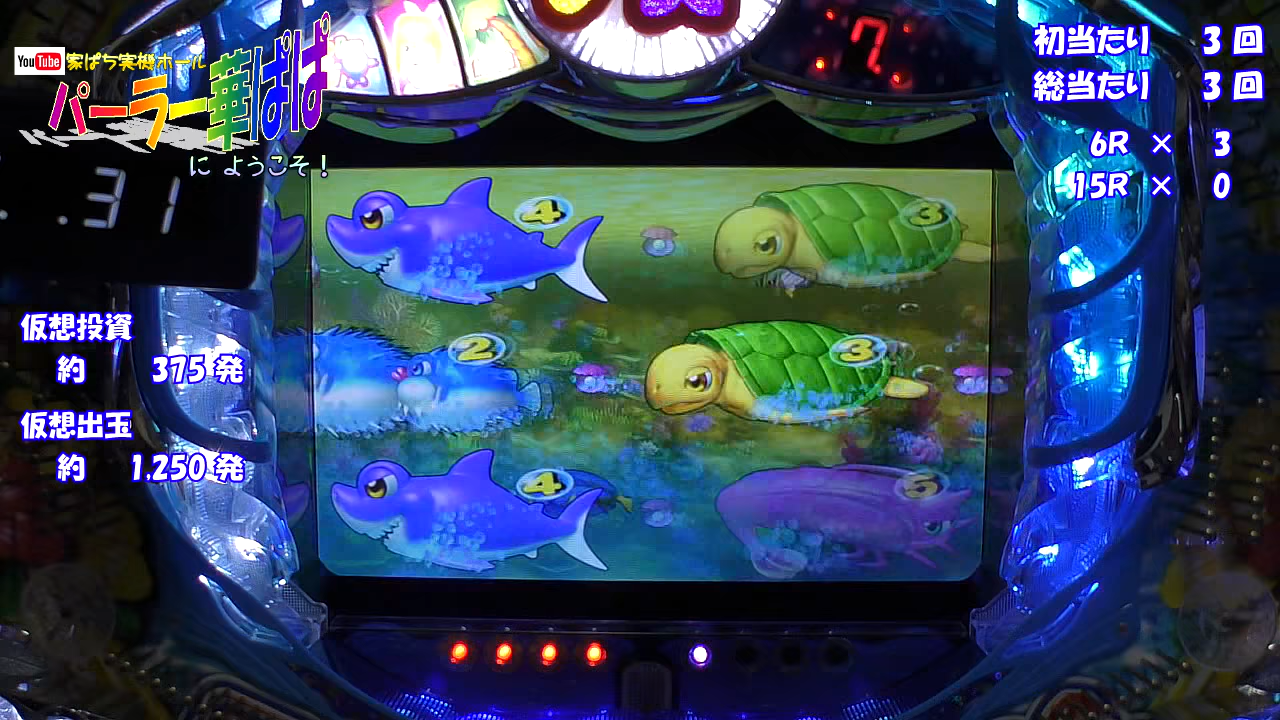 YouTube 家ぱち実機ホール
パーラー華ぱぱ
に ようこそ!
.31
仮想投資
約 375発
仮想出玉
約 1,250発
7
初当たり 3回
総当たり 3回
6R × 3
15R × 0
4 3
2 3
4 5